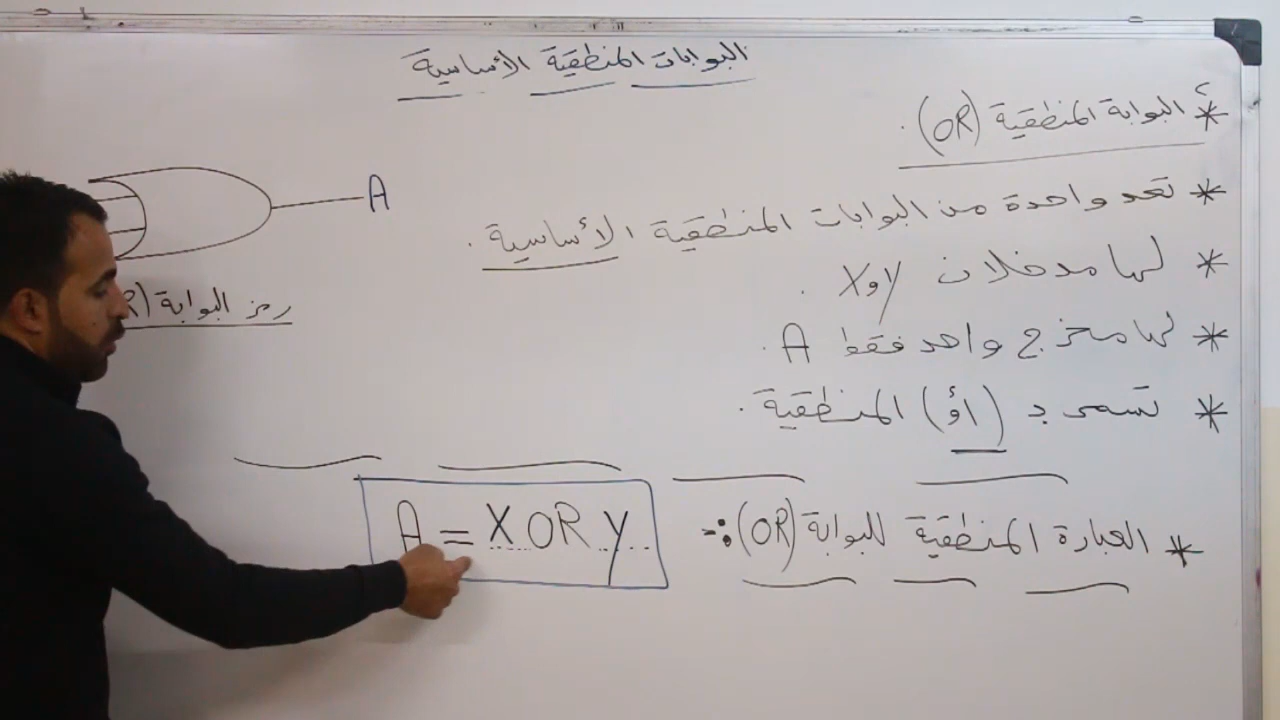 البوابات المنطقية الأساسية
* البوابة المنطقية (OR).
* تعد واحدة من البوابات المنطقية الأساسية.
* لها مدخلان X و y.
* لها مخرج واحد فقط A.
* تسمى بـ (أؤ) المنطقية.
* العبارة المنطقية للبوابة (OR):-
A = X OR y
A
رمز البوابة (R